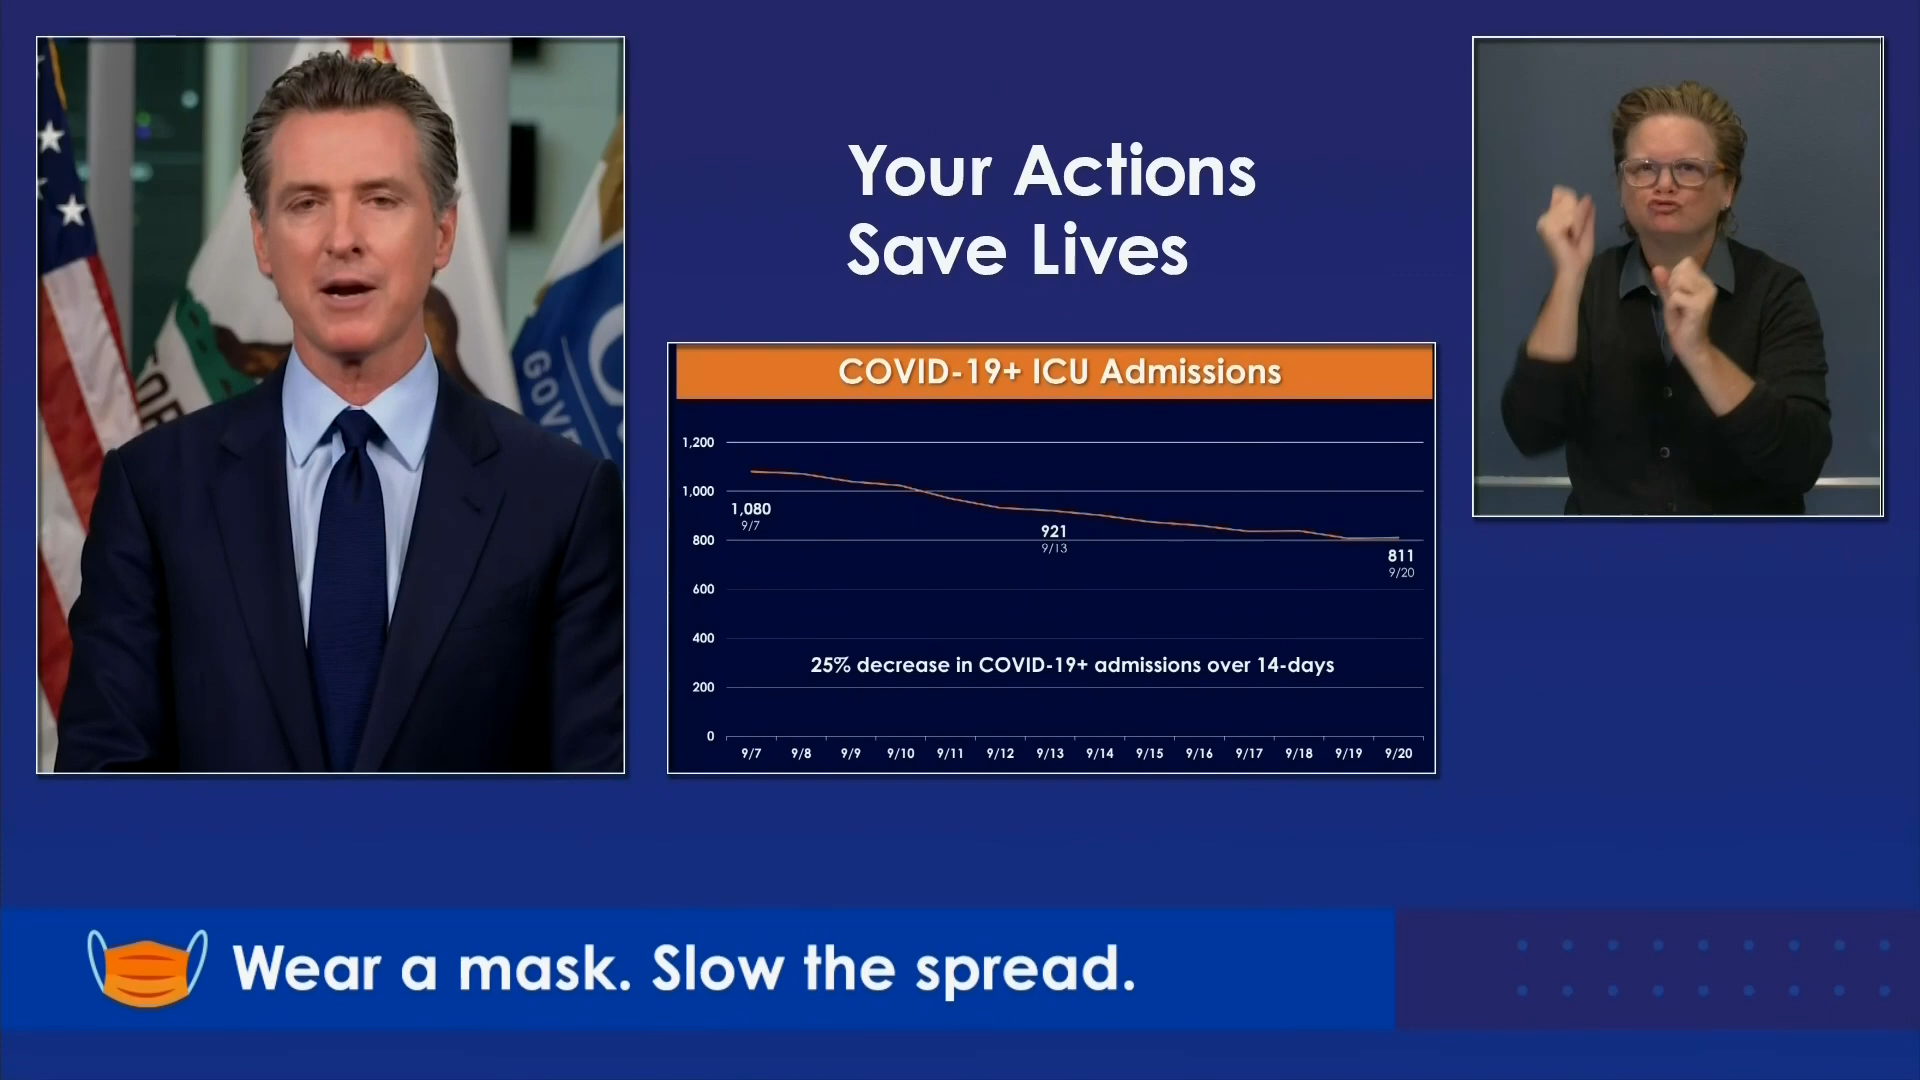 Your Actions
Save Lives
COVID-19+ ICU Admissions
1,200
1,000
1,080
9/7
921
9/13
800
811
9/20
600
400
25% decrease in COVID-19+ admissions over 14-days
200
0
9/7 9/8 9/9 9/10 9/11 9/12 9/13 9/14 9/15 9/16 9/17 9/18 9/19 9/20
GOVE
Wear a mask. Slow the spread.